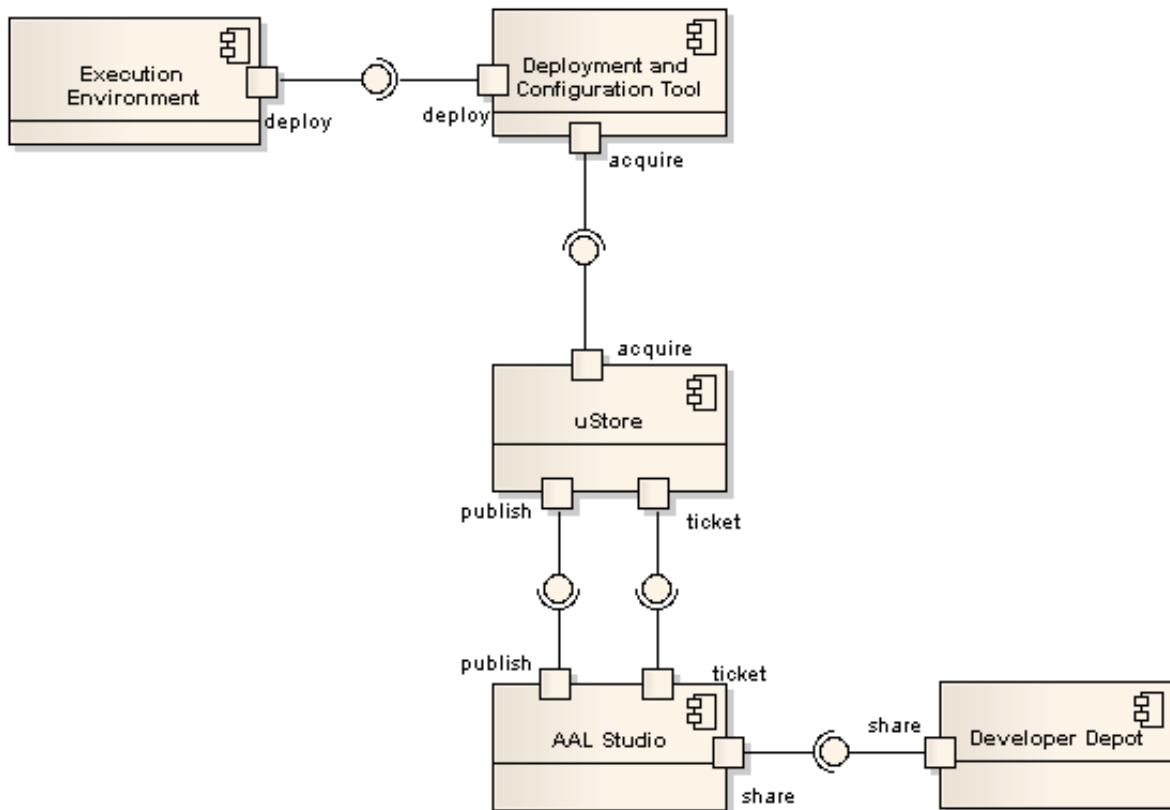 Execution
Environment
deploy
Deployment and
Configuration Tool
deploy
acquire
acquire
uStore
publish
ticket
publish
ticket
AAL Studio
share
share
Developer Depot